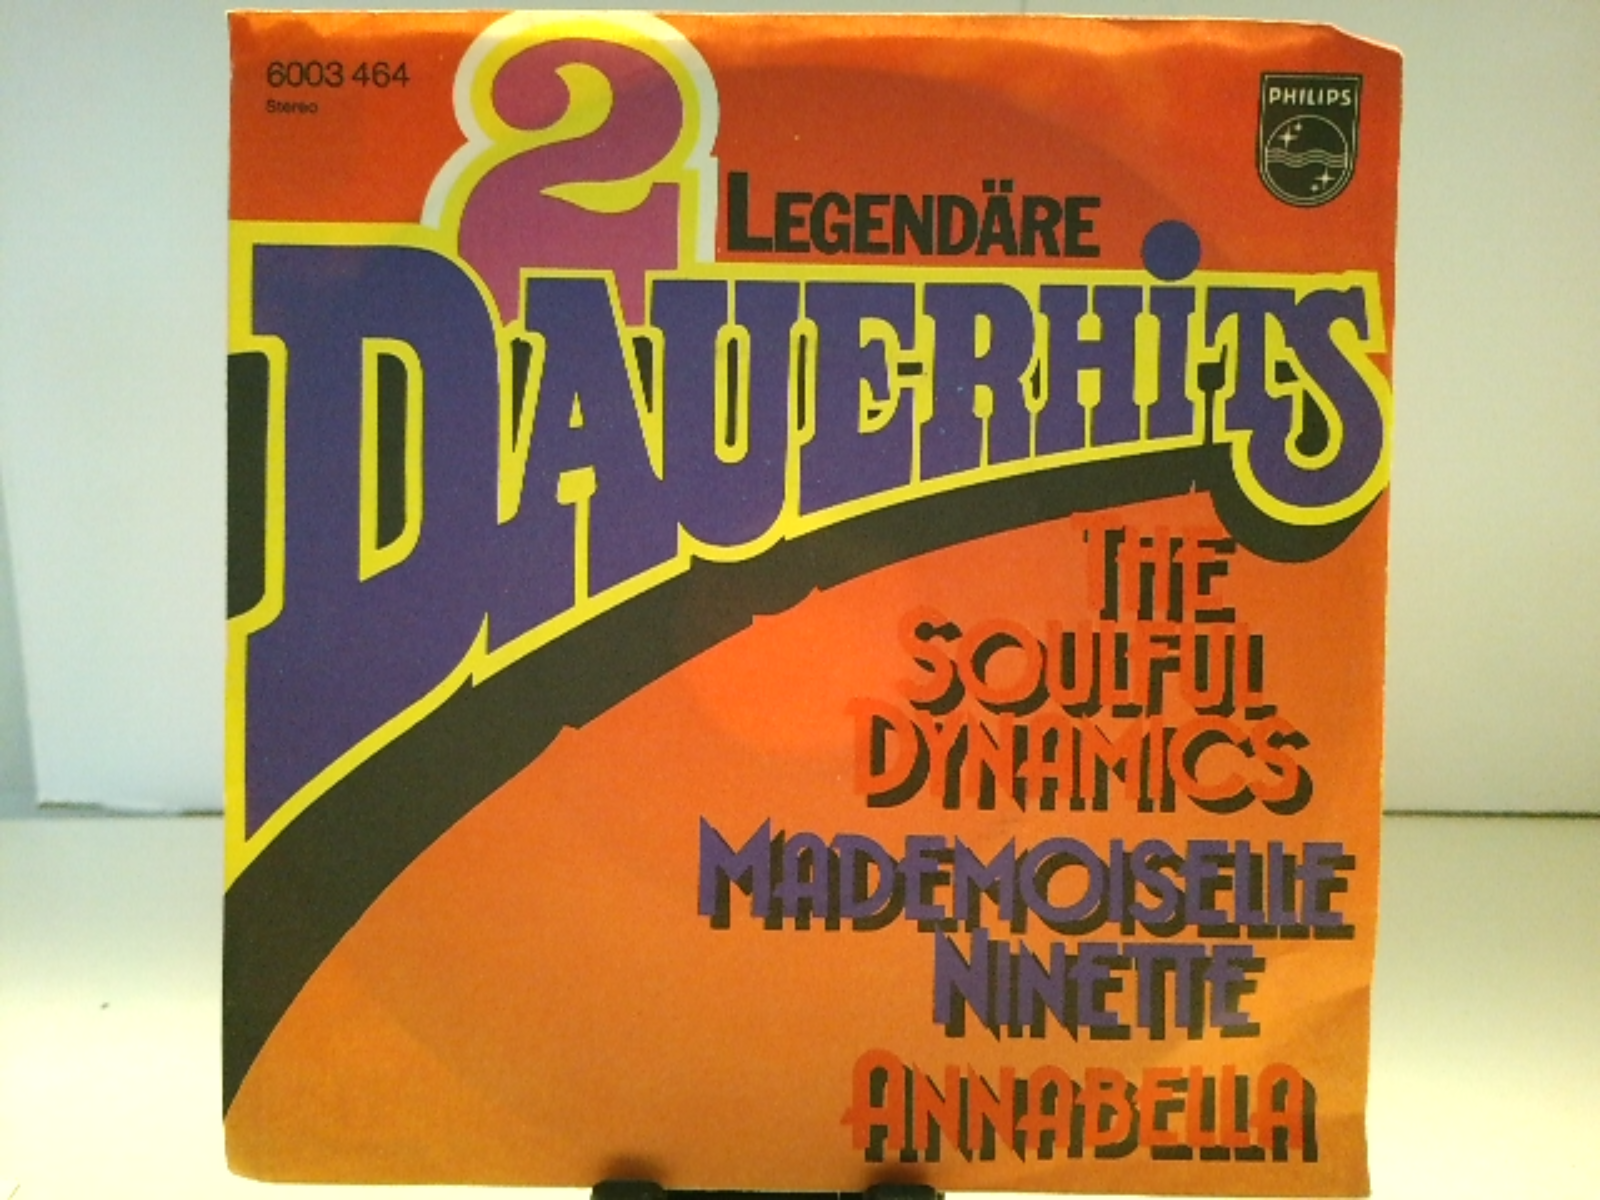 6003 464
Stereo
2
LEGENDÄRE
DAUERHiTS
PHILIPS
THE
SOULFUL
DYNAMICS
MADEMOISELLE
NINETTE
ANNABELLA